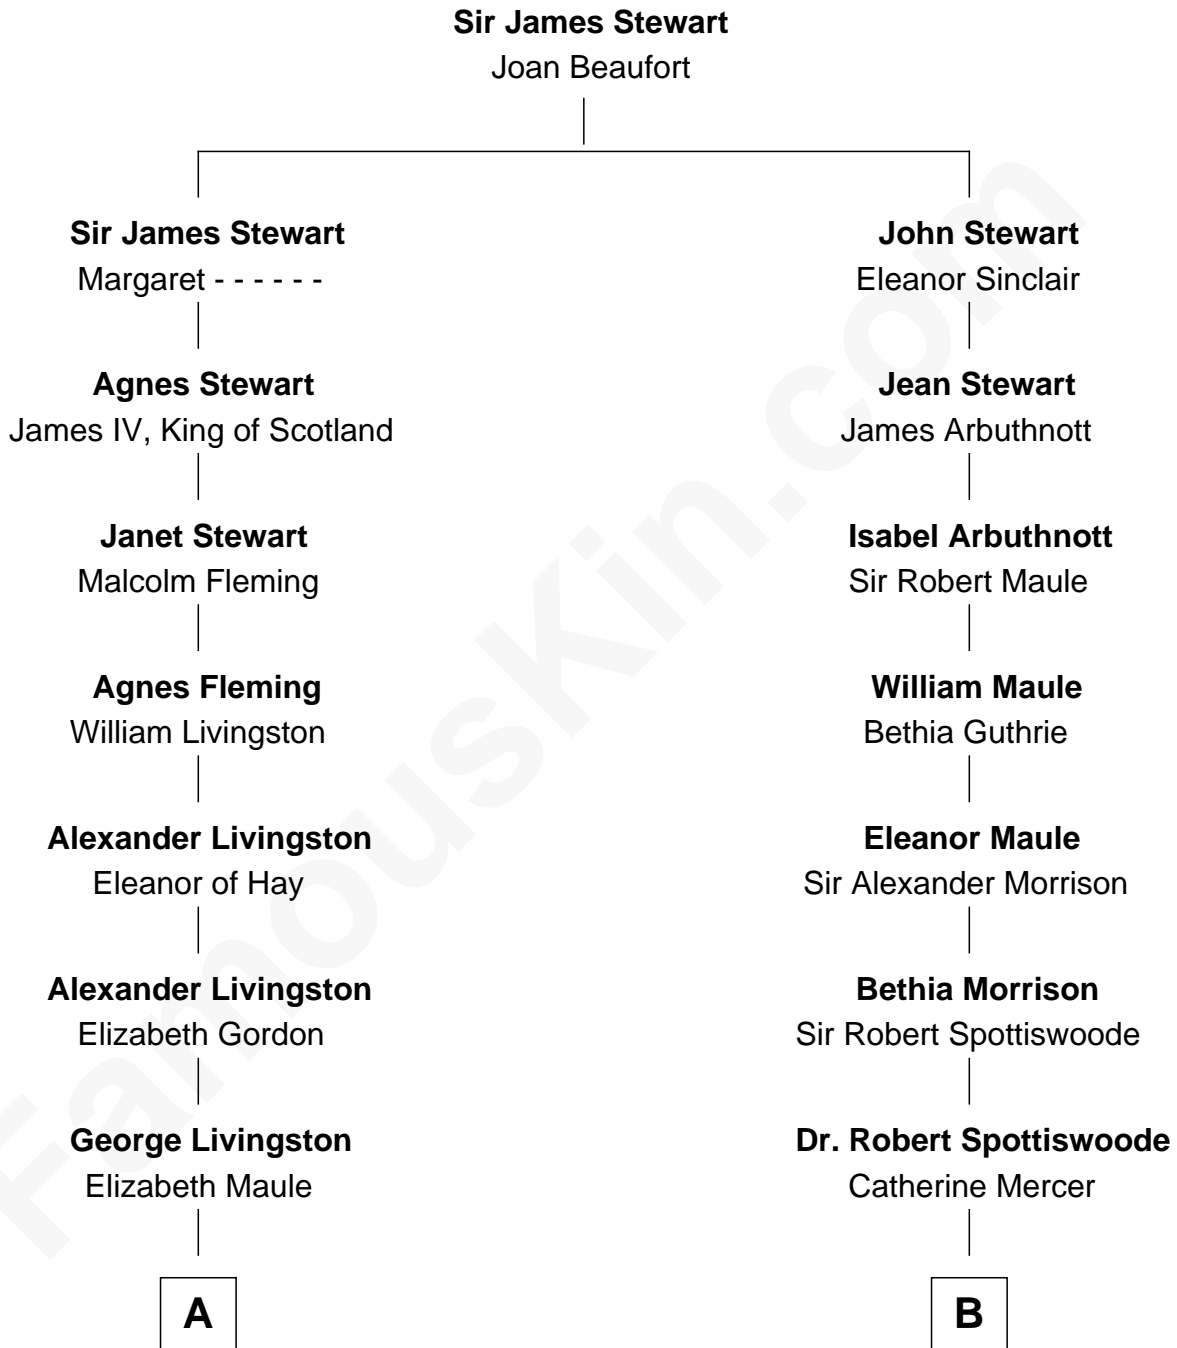 Sir James Stewart
Joan Beaufort
Sir James Stewart
Margaret - - - - - -
Agnes Stewart
James IV, King of Scotland
Janet Stewart
Malcolm Fleming
Agnes Fleming
William Livingston
Alexander Livingston
Eleanor of Hay
Alexander Livingston
Elizabeth Gordon
George Livingston
Elizabeth Maule
A
John Stewart
Eleanor Sinclair
Jean Stewart
James Arbuthnott
Isabel Arbuthnott
Sir Robert Maule
William Maule
Bethia Guthrie
Eleanor Maule
Sir Alexander Morrison
Bethia Morrison
Sir Robert Spottiswoode
Dr. Robert Spottiswoode
Catherine Mercer
B
FamousKin.com